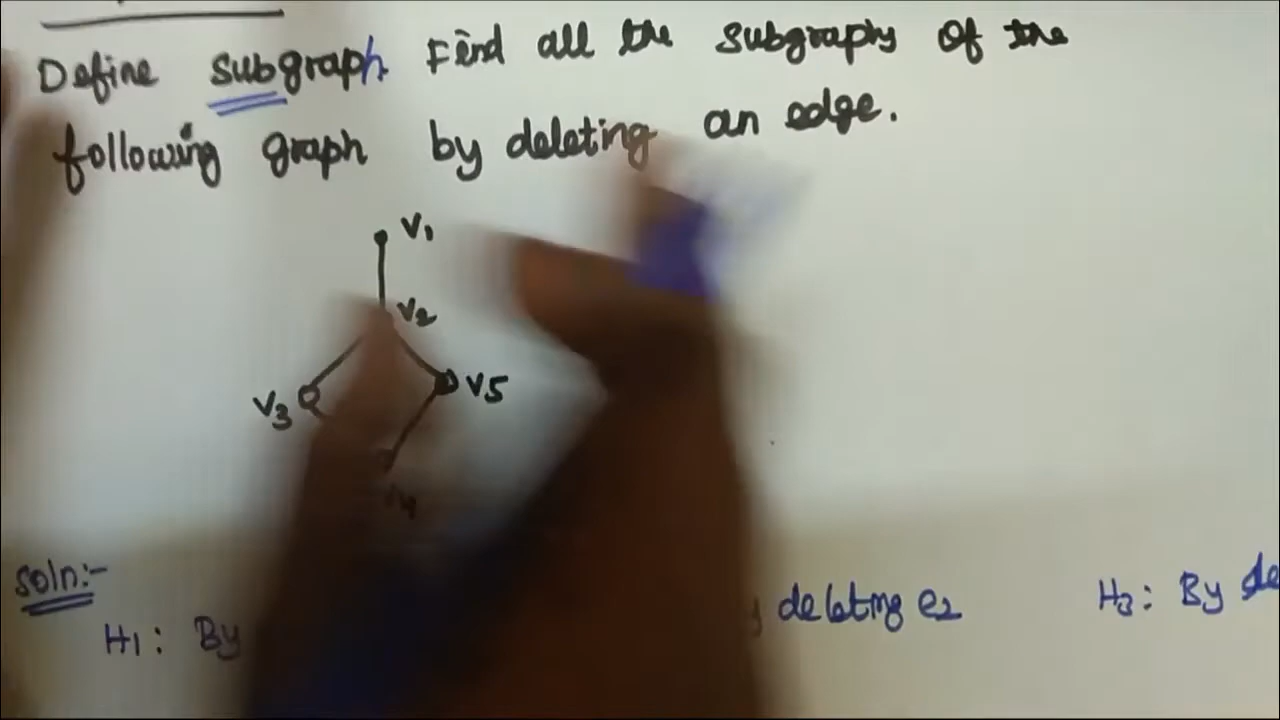 Define subgraph. Find all the subgraphs of the
following graph by deleting an edge.
V1
V2
V3
V5
V4
Soln:-
H1: By
deleting e2
H3: By de